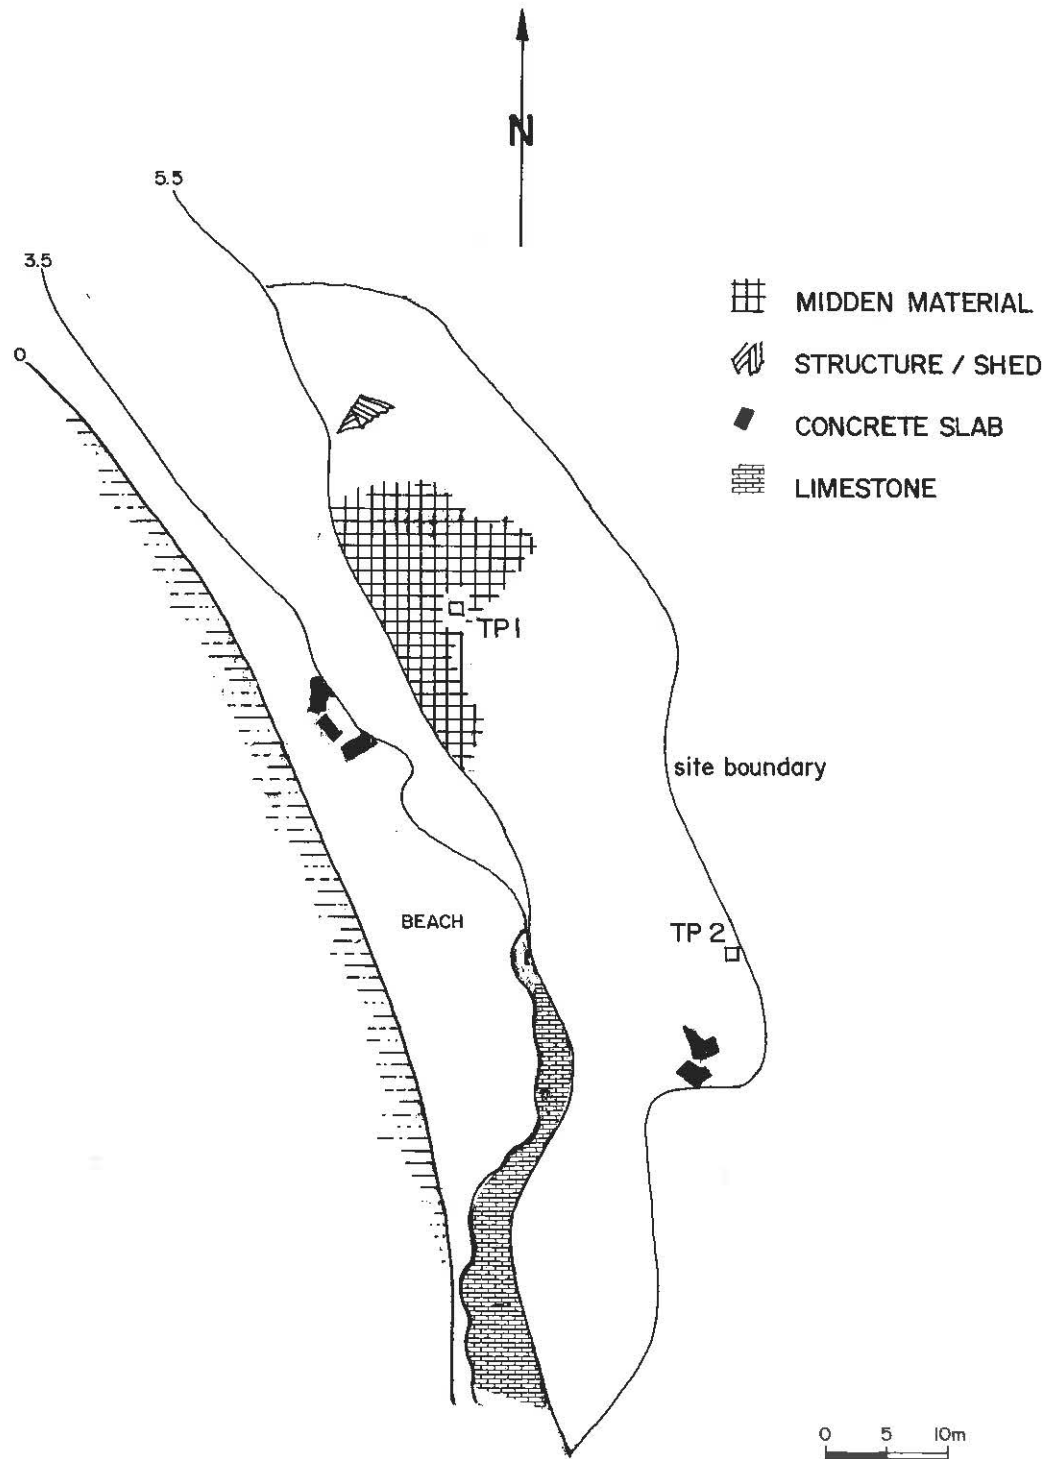 N
5.5
3.5
0
MIDDEN MATERIAL
STRUCTURE / SHED
CONCRETE SLAB
LIMESTONE
TP1
site boundary
BEACH
TP 2
0 5 10m